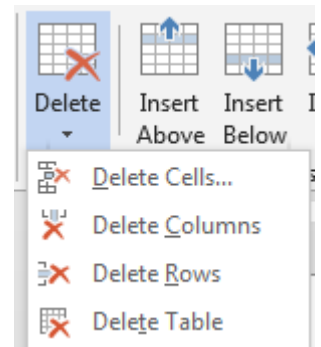 Delete Insert Insert
Above Below
Delete Cells...
Delete Columns
Delete Rows
Delete Table